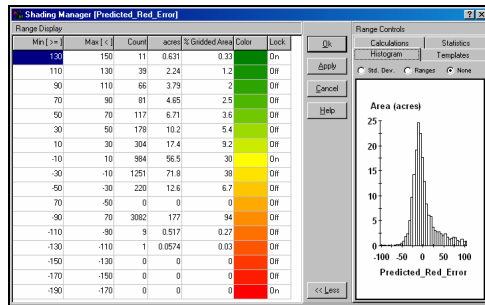 Shading Manager [Predicted_Red_Error]
Range Display
Min [ >= ] Max [ < ] Count acres % Gridded Area Color Lock
130 150 11 0.631 0.33 On
110 130 39 2.24 1.2 Off
90 110 66 3.79 2 Off
70 90 81 4.65 2.5 Off
50 70 117 6.71 3.6 Off
30 50 178 10.2 5.4 Off
10 30 304 17.4 9.2 Off
-10 10 984 56.5 30 On
-30 -10 1251 71.8 38 Off
-50 -30 220 12.6 6.7 Off
70 -50 0 0 0 Off
-90 70 3082 177 94 Off
-110 -90 9 0.517 0.27 Off
-130 -110 1 0.0574 0.03 Off
-150 -130 0 0 0 Off
-170 -150 0 0 0 Off
-190 -170 0 0 0 On
Ok
Apply
Cancel
Help
<< Less
Range Controls
Calculations Statistics
Histogram Templates
Std. Dev. Ranges None
Area (acres)
25
20
15
10
5
0
-100 -50 0 50 100
Predicted_Red_Error